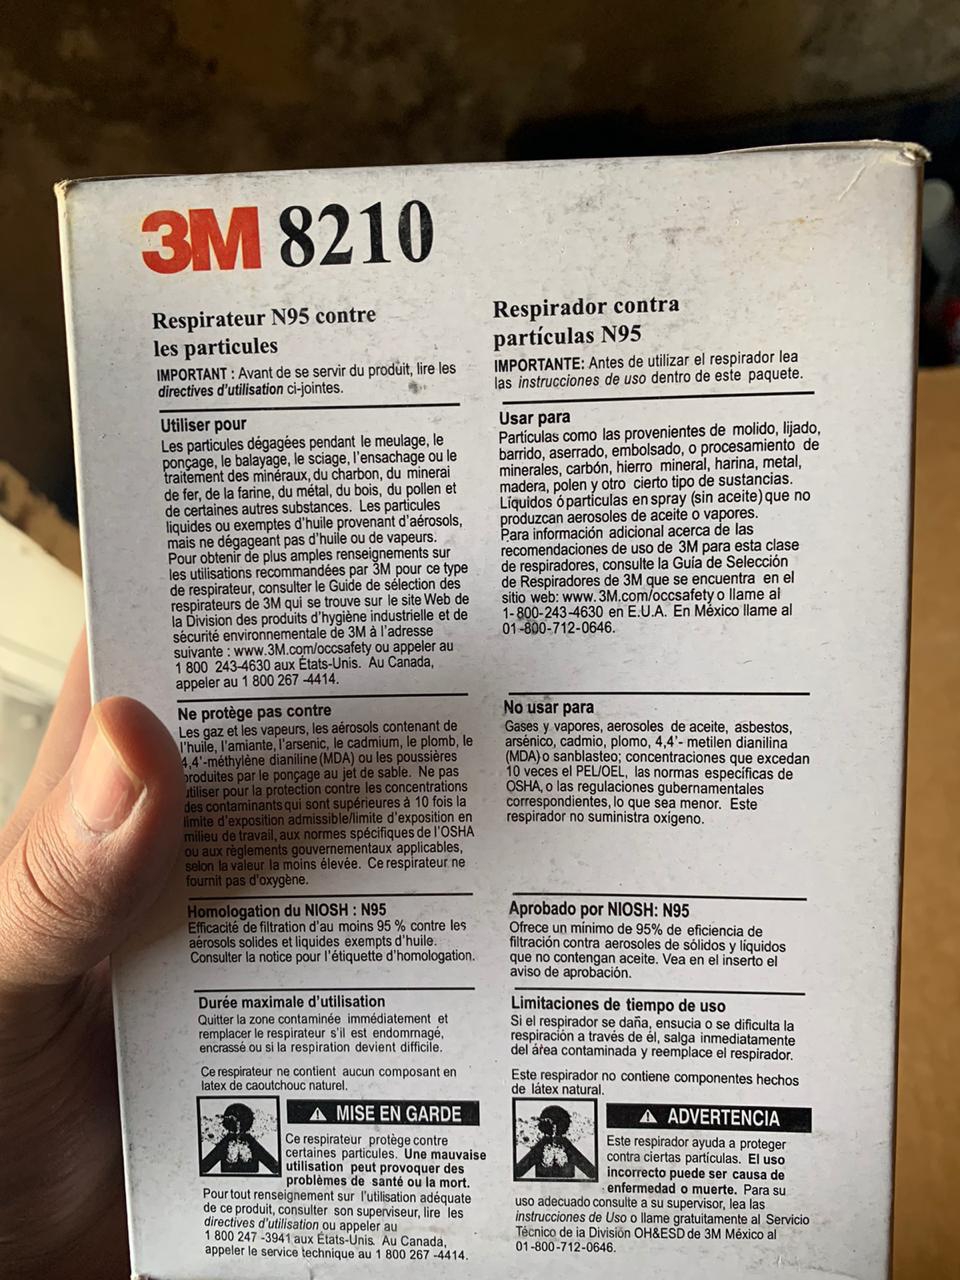 3M 8210
Respirateur N95 contre
les particules
IMPORTANT : Avant de se servir du produit, lire les
directives d'utilisation ci-jointes.
Utiliser pour
Les particules dégagées pendant le meulage, le
ponçage, le balayage, le sciage, l'ensachage ou le
traitement des minéraux, du charbon, du minerai
de fer, de la farine, du métal, du bois, du pollen et
de certaines autres substances. Les particules
liquides ou exemptes d'huile provenant d'aérosols,
mais ne dégageant pas d'huile ou de vapeurs.
Pour obtenir de plus amples renseignements sur
les utilisations recommandées par 3M pour ce type
de respirateur, consulter le Guide de sélection des
respirateurs de 3M qui se trouve sur le site Web de
la Division des produits d'hygiène industrielle et de
sécurité environnementale de 3M à l'adresse
suivante : www.3M.com/occsafety ou appeler au
1 800 243-4630 aux États-Unis. Au Canada,
appeler au 1 800 267 -4414.
Ne protège pas contre
Les gaz et les vapeurs, les aérosols contenant de
l'huile, l'amiante, l'arsenic, le cadmium, le plomb, le
4,4'-méthylène dianiline (MDA) ou les poussières
produites par le ponçage au jet de sable. Ne pas
utiliser pour la protection contre les concentrations
des contaminants qui sont supérieures à 10 fois la
limite d'exposition admissible/limite d'exposition en
milieu de travail, aux normes spécifiques de l'OSHA
ou aux règlements gouvernementaux applicables,
selon la valeur la moins élevée. Ce respirateur ne
fournit pas d'oxygène.
Homologation du NIOSH : N95
Efficacité de filtration d'au moins 95 % contre les
aérosols solides et liquides exempts d'huile.
Consulter la notice pour l'étiquette d'homologation.
Durée maximale d'utilisation
Quitter la zone contaminée immédiatement et
remplacer le respirateur s'il est endommagé,
encrassé ou si la respiration devient difficile.
Ce respirateur ne contient aucun composant en
latex de caoutchouc naturel.
MISE EN GARDE
Ce respirateur protège contre
certaines particules. Une mauvaise
utilisation peut provoquer des
problèmes de santé ou la mort.
Pour tout renseignement sur l'utilisation adéquate
de ce produit, consulter son superviseur, lire les
directives d'utilisation ou appeler au
1 800 247 -3941 aux États-Unis. Au Canada,
appeler le service technique au 1 800 267 -4414.
Respirador contra
partículas N95
IMPORTANTE: Antes de utilizar el respirador lea
las instrucciones de uso dentro de este paquete.
Usar para
Partículas como las provenientes de molido, lijado,
barrido, aserrado, embolsado, o procesamiento de
minerales, carbón, hierro mineral, harina, metal,
madera, polen y otro cierto tipo de sustancias.
Líquidos ó particulas en spray (sin aceite) que no
produzcan aerosoles de aceite o vapores.
Para información adicional acerca de las
recomendaciones de uso de 3M para esta clase
de respiradores, consulte la Guía de Selección
de Respiradores de 3M que se encuentra en el
sitio web: www.3M.com/occsafety o llame al
1-800-243-4630 en E.U.A. En México llame al
01-800-712-0646.
No usar para
Gases y vapores, aerosoles de aceite, asbestos,
arsénico, cadmio, plomo, 4,4'- metilen dianilina
(MDA) o sanblasteo; concentraciones que excedan
10 veces el PEL/OEL, las normas específicas de
OSHA, o las regulaciones gubernamentales
correspondientes, lo que sea menor. Este
respirador no suministra oxígeno.
Aprobado por NIOSH: N95
Ofrece un mínimo de 95% de eficiencia de
filtración contra aerosoles de sólidos y líquidos
que no contengan aceite. Vea en el inserto el
aviso de aprobación.
Limitaciones de tiempo de uso
Si el respirador se daña, ensucia o se dificulta la
respiración a través de él, salga inmediatamente
del área contaminada y reemplace el respirador.
Este respirador no contiene componentes hechos
de látex natural.
ADVERTENCIA
Este respirador ayuda a proteger
contra ciertas partículas. El uso
incorrecto puede ser causa de
enfermedad o muerte. Para su
uso adecuado consulte a su supervisor, lea las
instrucciones de Uso o llame gratuitamente al Servicio
Técnico de la División OH&ESD de 3M México al
01-800-712-0646.